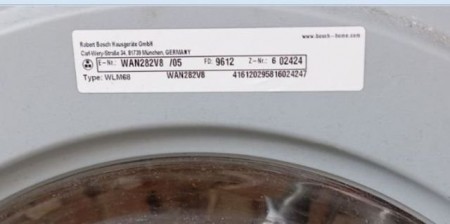 Robert Bosch Hausgeräte GmbH
www.bosch-home.com
Carl-Wery-Straße 34, 81739 München, GERMANY
E-Nr.: WAN282V8 /05 FD: 9612 Z-Nr.: 6 02424
Type: WLM68 WAN282V8 416120295816024247